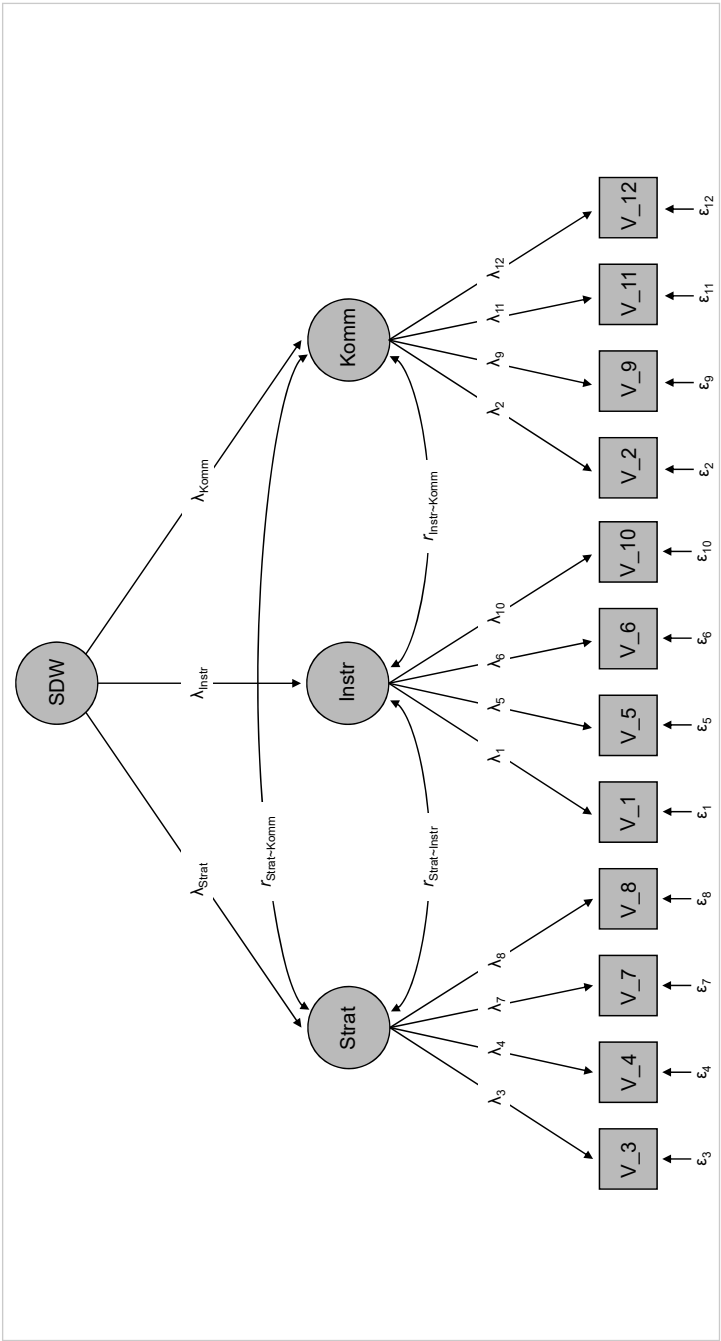 SDW
λStrat
λInstr
λKomm
rStrat~Komm
Strat
Instr
Komm
rStrat~Instr
rInstr~Komm
λ3
λ4
λ7
λ8
λ1
λ5
λ6
λ10
λ2
λ9
λ11
λ12
V_3
V_4
V_7
V_8
V_1
V_5
V_6
V_10
V_2
V_9
V_11
V_12
ε3
ε4
ε7
ε8
ε1
ε5
ε6
ε10
ε2
ε9
ε11
ε12